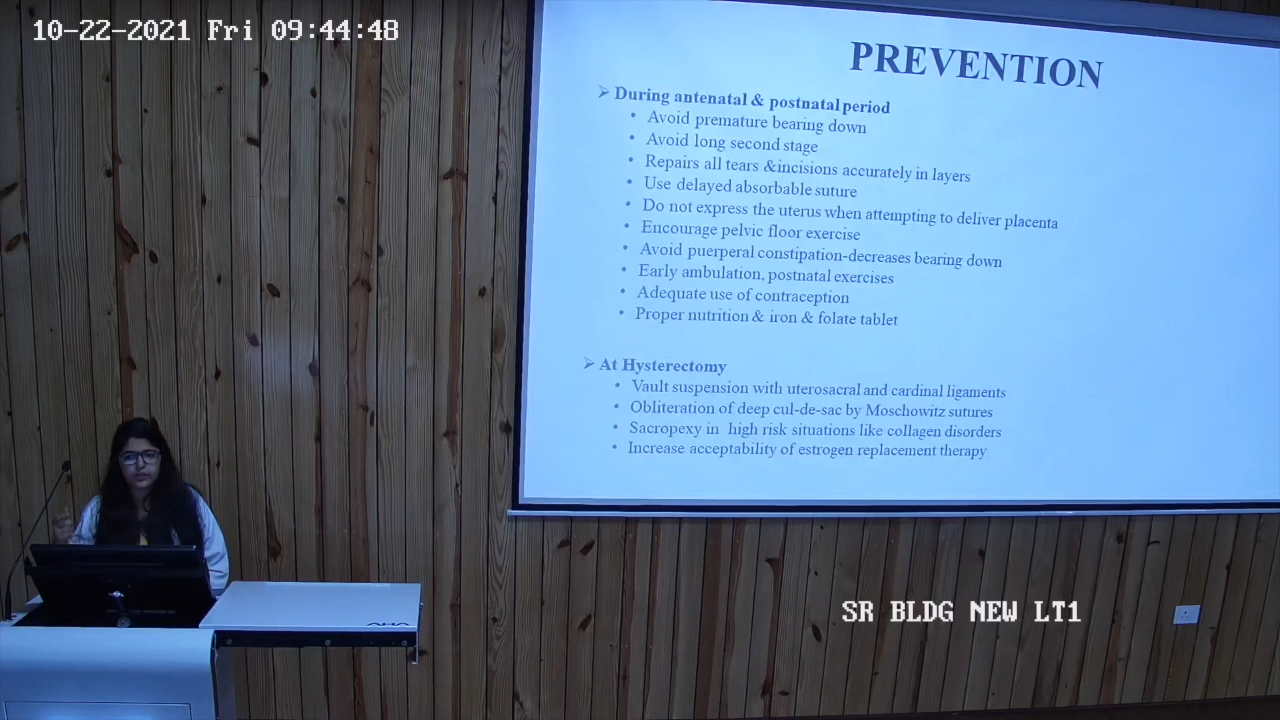 10-22-2021 Fri 09:44:48
PREVENTION
➢ During antenatal & postnatal period
• Avoid premature bearing down
• Avoid long second stage
• Repairs all tears &incisions accurately in layers
• Use delayed absorbable suture
• Do not express the uterus when attempting to deliver placenta
• Encourage pelvic floor exercise
• Avoid puerperal constipation-decreases bearing down
• Early ambulation, postnatal exercises
• Adequate use of contraception
• Proper nutrition & iron & folate tablet
➢ At Hysterectomy
• Vault suspension with uterosacral and cardinal ligaments
• Obliteration of deep cul-de-sac by Moschowitz sutures
• Sacropexy in high risk situations like collagen disorders
• Increase acceptability of estrogen replacement therapy
AHA
SR BLDG NEW LT1